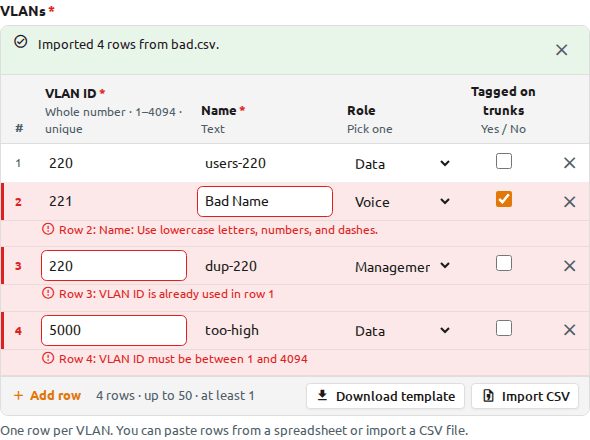 VLANs *
Imported 4 rows from bad.csv.
# VLAN ID * Whole number · 1–4094 · unique Name * Text Role Pick one Tagged on trunks Yes / No
1 220 users-220 Data
2 221 Bad Name Voice
Row 2: Name: Use lowercase letters, numbers, and dashes.
3 220 dup-220 Managemer
Row 3: VLAN ID is already used in row 1
4 5000 too-high Data
Row 4: VLAN ID must be between 1 and 4094
+ Add row 4 rows · up to 50 · at least 1 Download template Import CSV
One row per VLAN. You can paste rows from a spreadsheet or import a CSV file.